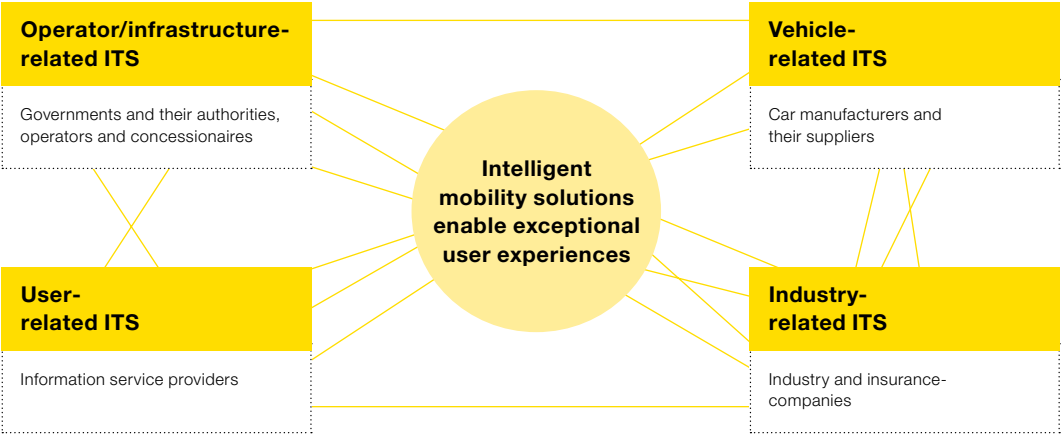 Operator/infrastructure-
related ITS
Governments and their authorities,
operators and concessionaires
Vehicle-
related ITS
Car manufacturers and
their suppliers
Intelligent
mobility solutions
enable exceptional
user experiences
User-
related ITS
Information service providers
Industry-
related ITS
Industry and insurance-
companies